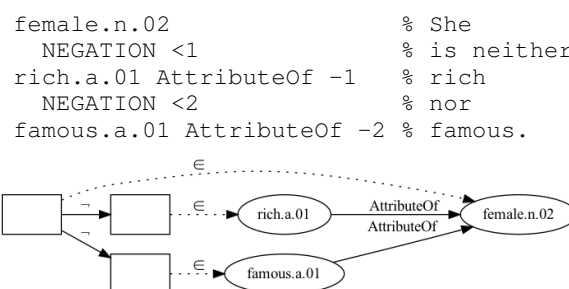 female.n.02 % She
NEGATION <1 % is neither
rich.a.01 AttributeOf -1 % rich
NEGATION <2 % nor
famous.a.01 AttributeOf -2 % famous.
∈
¬ ∈ rich.a.01 AttributeOf female.n.02
¬ AttributeOf
∈ famous.a.01